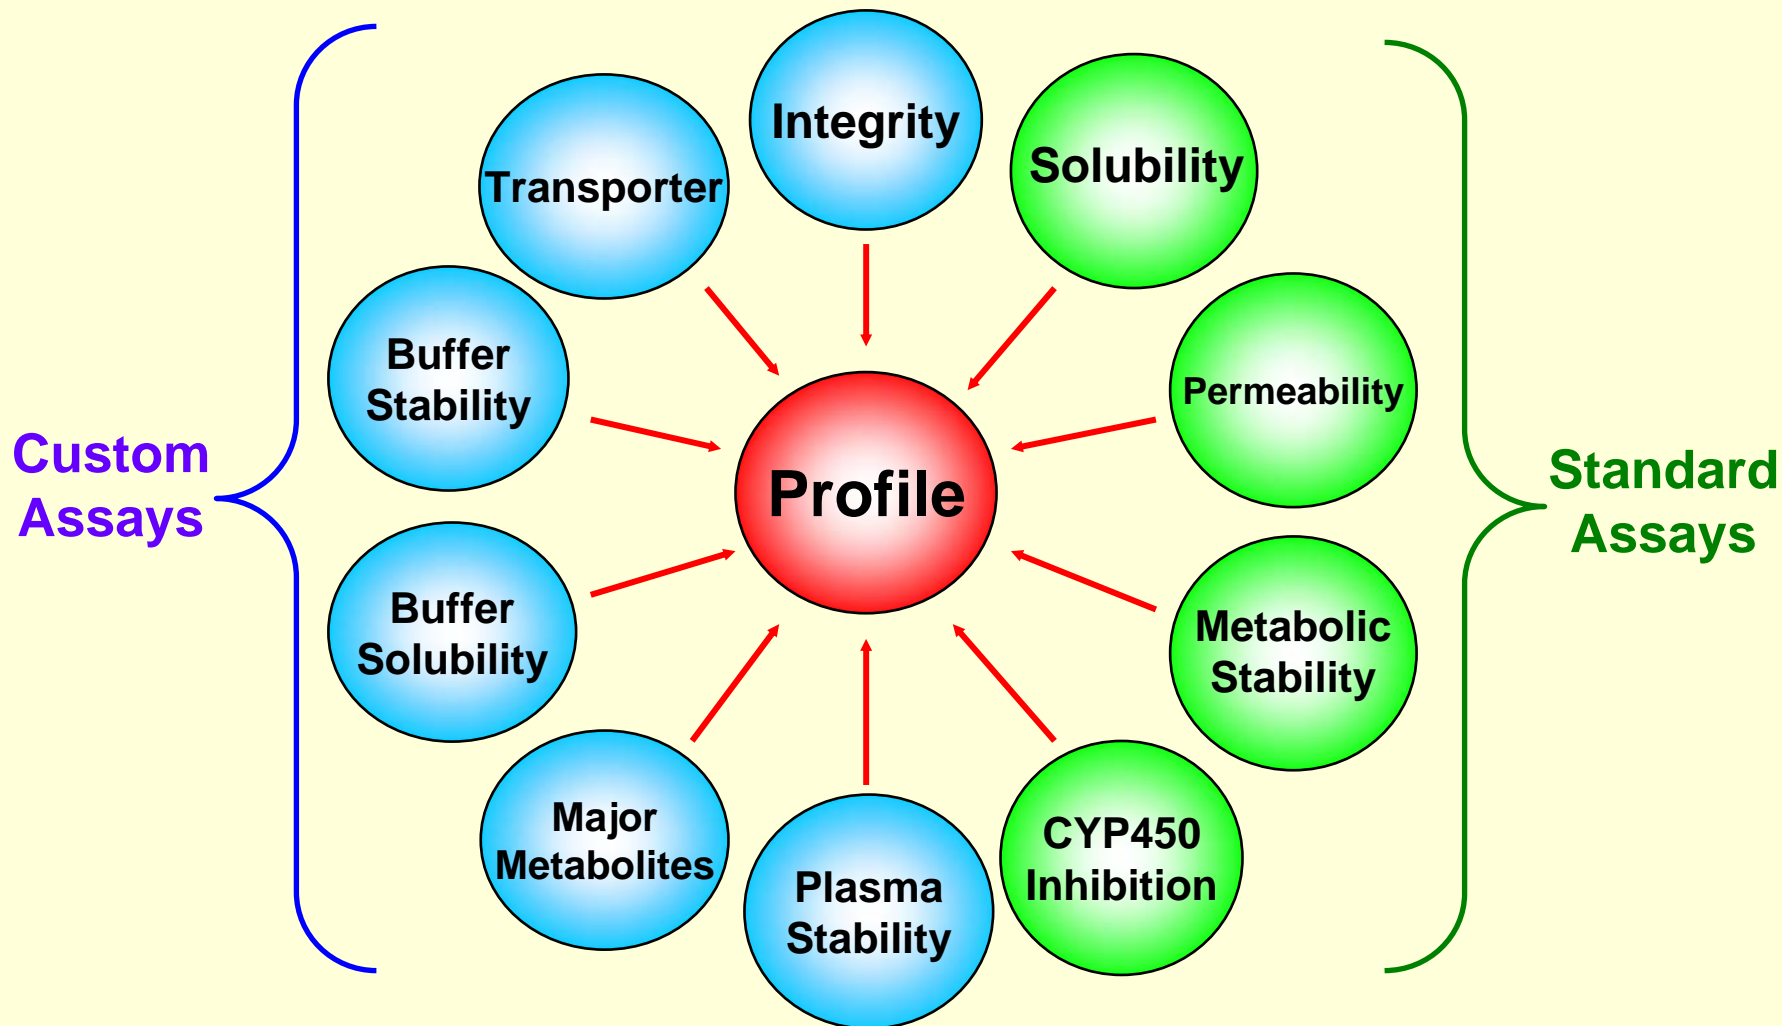 Integrity
Solubility
Transporter
Permeability
Buffer
Stability
Custom
Assays
Profile
Standard
Assays
Buffer
Solubility
Metabolic
Stability
Major
Metabolites
CYP450
Inhibition
Plasma
Stability